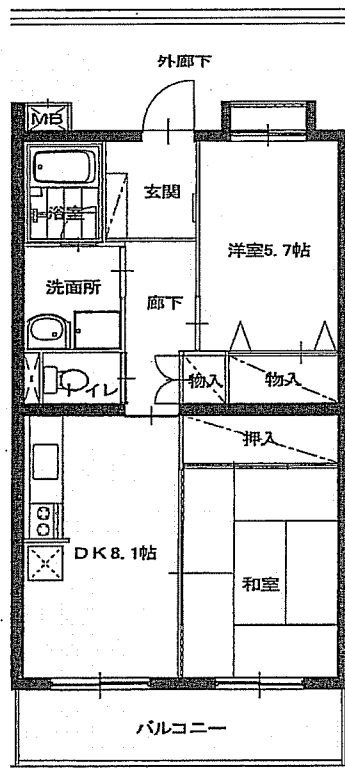 外廊下
MB
玄関
浴室
洋室5.7帖
洗面所
廊下
トイレ
物入
物入
押入
DK8.1帖
和室
バルコニー